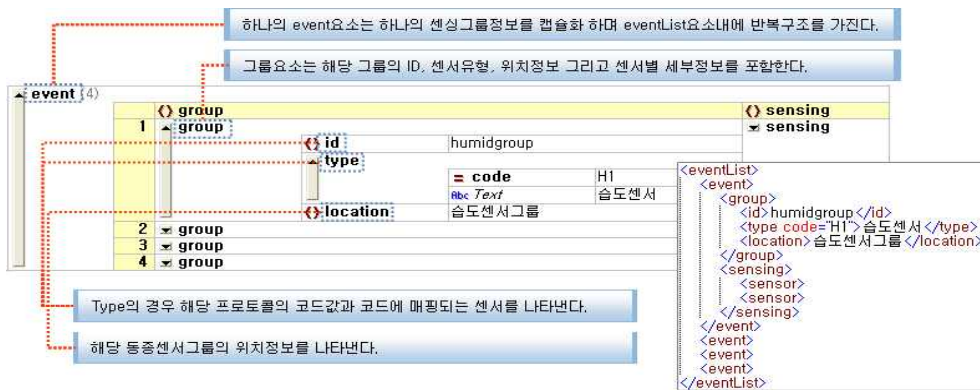 하나의 event요소는 하나의 센싱그룹정보를 캡슐화 하며 eventList요소내에 반복구조를 가진다.
그룹요소는 해당 그룹의 ID, 센서유형, 위치정보 그리고 센서별 세부정보를 포함한다.
event (4)
group
sensing
1 group
sensing
id humidgroup
type
= code H1
Abc Text 습도센서
location 습도센서그룹
2 group
3 group
4 group
<eventList>
<event>
<group>
<id>humidgroup</id>
<type code="H1">습도센서</type>
<location>습도센서그룹</location>
</group>
<sensing>
<sensor>
<sensor>
</sensing>
</event>
<event>
<event>
<event>
</eventList>
Type의 경우 해당 프로토콜의 코드값과 코드에 매핑되는 센서를 나타낸다.
해당 동종센서그룹의 위치정보를 나타낸다.